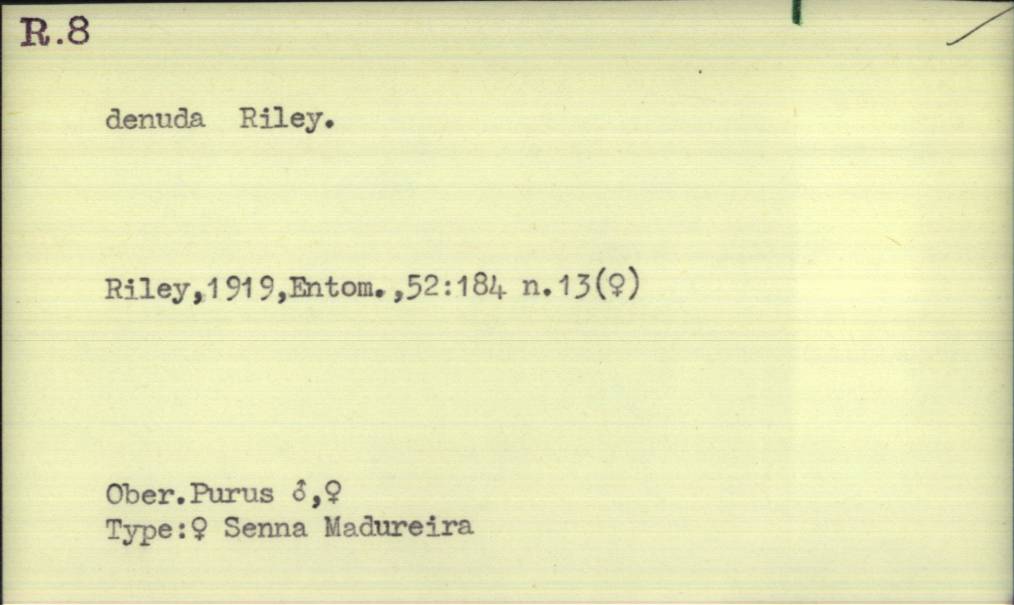 R.8
denuda Riley.
Riley,1919,Entom.,52:184 n.13(♀)
Ober.Purus ♂,♀
Type:♀ Senna Madureira